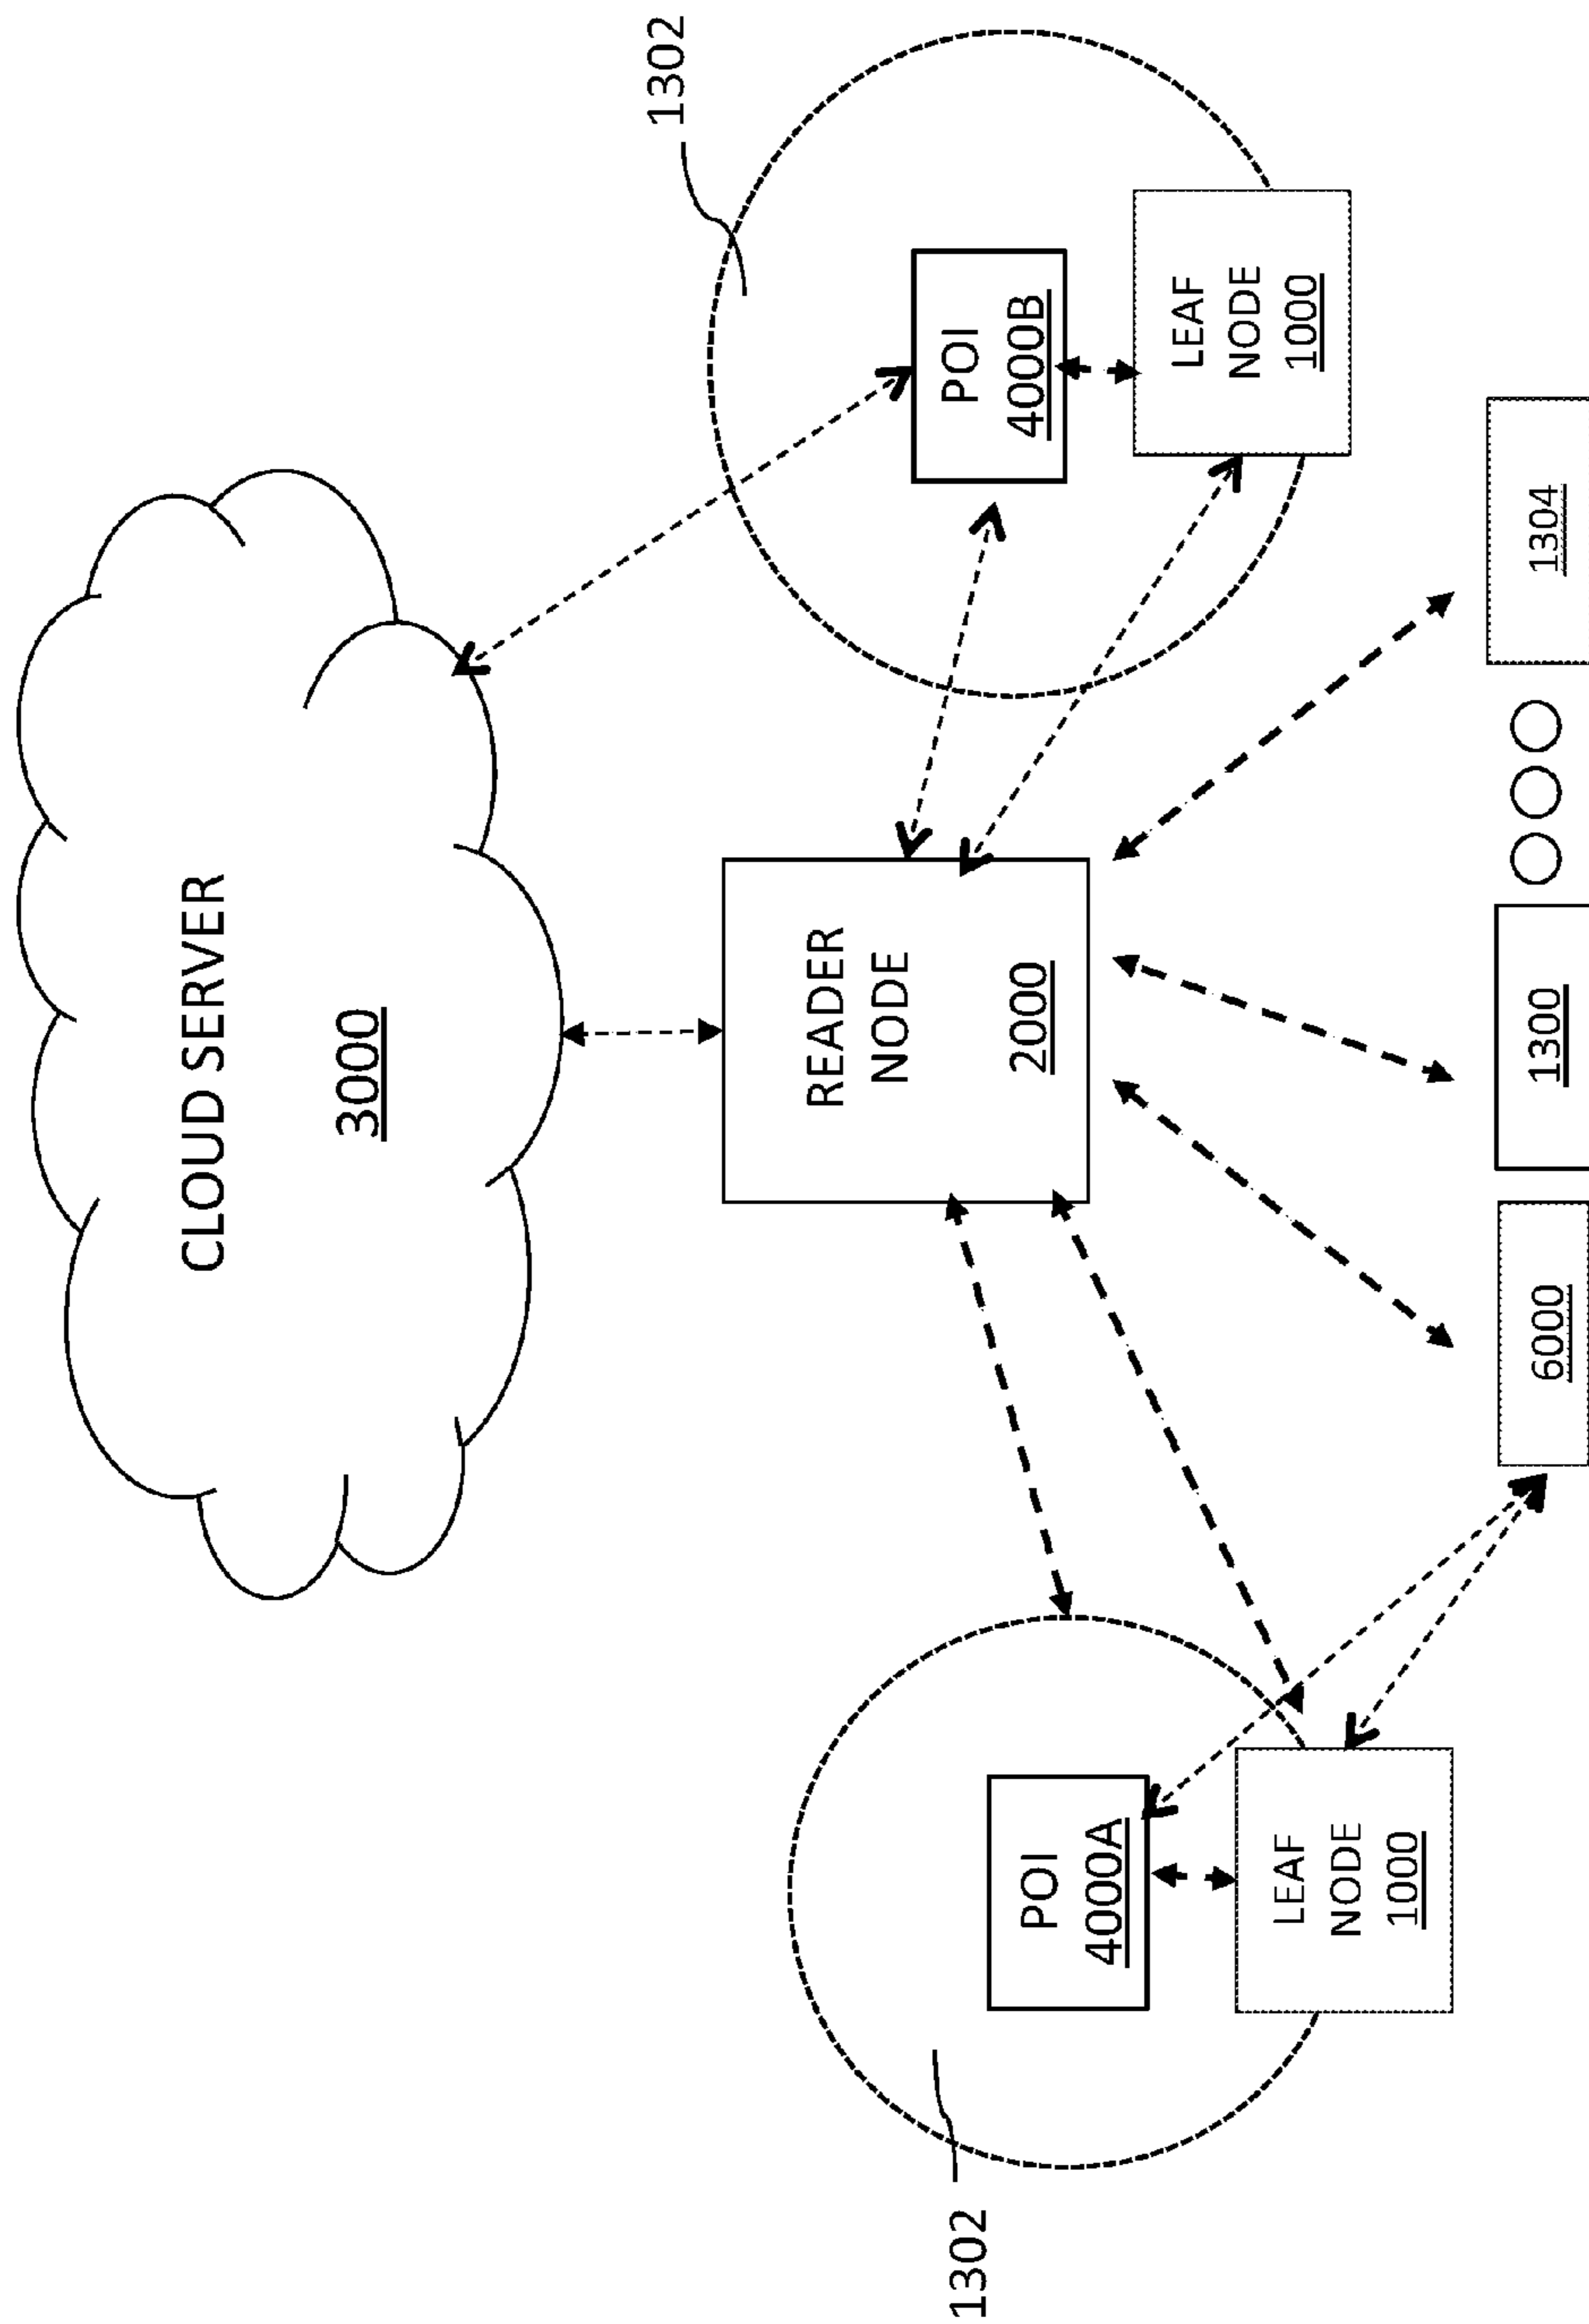 CLOUD SERVER
3000
1302
READER
NODE
2000
POI
4000B
LEAF
NODE
1000
POI
4000A
LEAF
NODE
1000
1302
6000
1300
1304